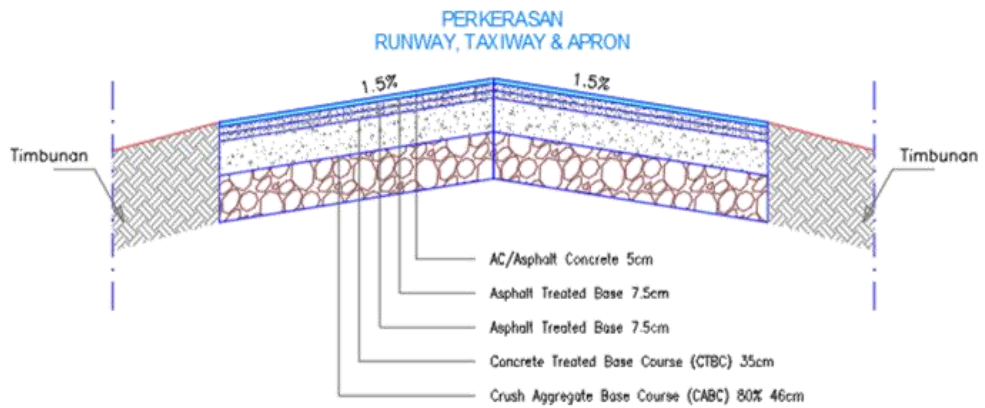 PERKERASAN
RUNWAY, TAXIWAY & APRON
1.5%
1.5%
Timbunan
Timbunan
AC/Asphalt Concrete 5cm
Asphalt Treated Base 7.5cm
Asphalt Treated Base 7.5cm
Concrete Treated Base Course (CTBC) 35cm
Crush Aggregate Base Course (CABC) 80% 46cm